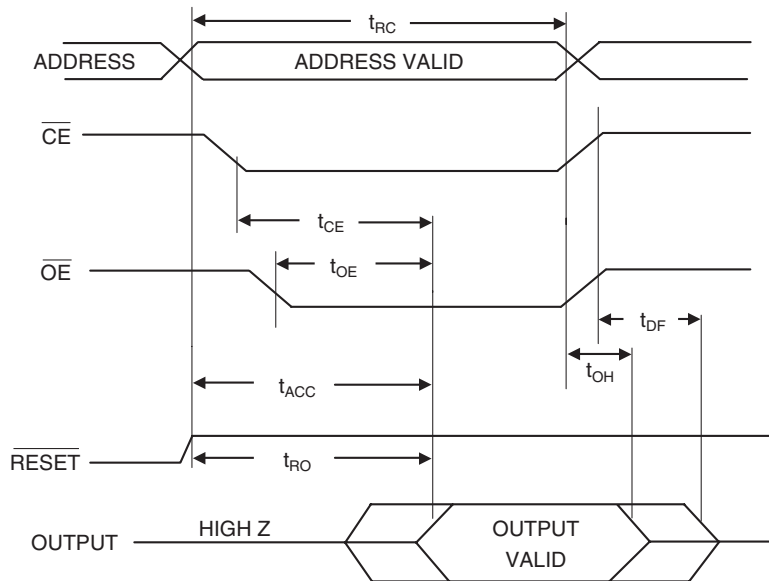 tRC
ADDRESS
ADDRESS VALID
CE
tCE
tOE
OE
tDF
tOH
tACC
RESET
tRO
OUTPUT
HIGH Z
OUTPUT
VALID